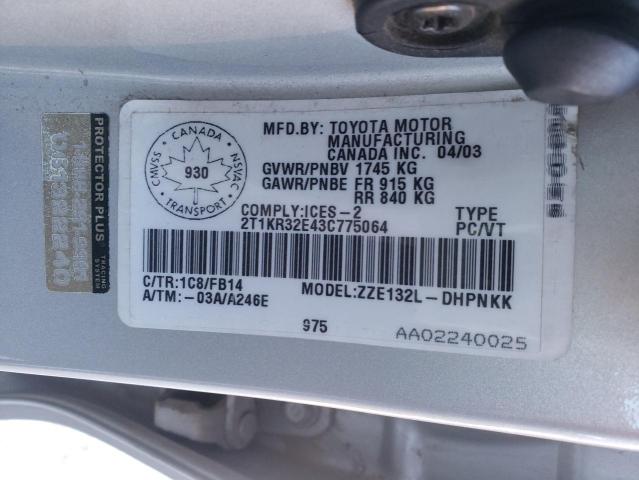 MFD.BY: TOYOTA MOTOR
MANUFACTURING
CANADA INC. 04/03
GVWR/PNBV 1745 KG
GAWR/PNBE FR 915 KG
RR 840 KG
COMPLY:ICES-2 TYPE
2T1KR32E43C775064 PC/VT
C/TR:1C8/FB14
A/TM:-03A/A246E MODEL:ZZE132L-DHPNKK
975 AA02240025
CANADA
CMVSS 930 NSVAC
TRANSPORT
PROTECTOR PLUS TRACING SYSTEM